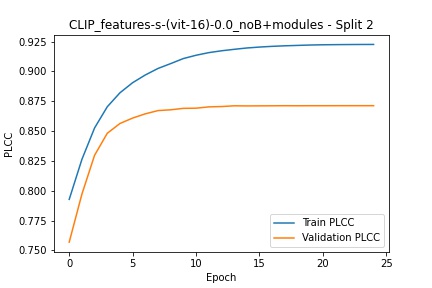 CLIP_features-s-(vit-16)-0.0_noB+modules - Split 2
0.925
0.900
0.875
0.850
0.825
0.800
0.775
0.750
PLCC
Train PLCC
Validation PLCC
0 5 10 15 20 25
Epoch